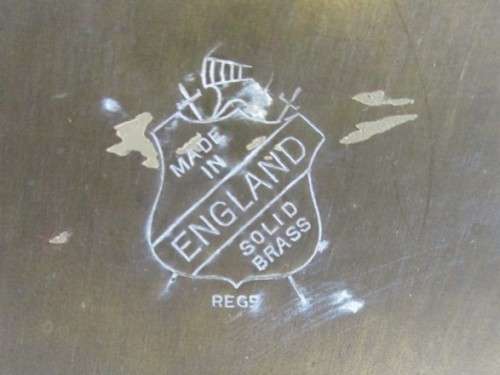 MADE
IN
ENGLAND
SOLID
BRASS
REGD